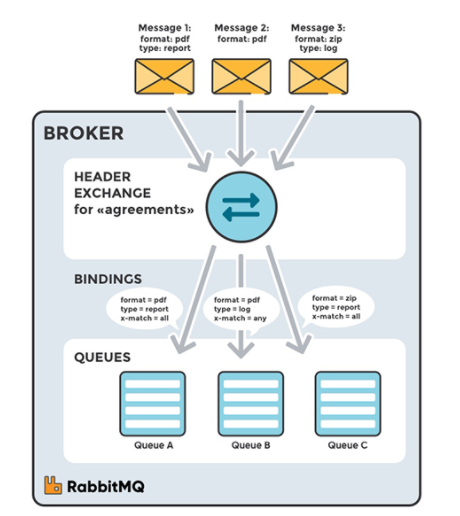 Message 1:
format: pdf
type: report
Message 2:
format: pdf
Message 3:
format: zip
type: log
BROKER
HEADER
EXCHANGE
for «agreements»
BINDINGS
format = pdf
type = report
x-match = all
format = pdf
type = log
x-match = any
format = zip
type = report
x-match = all
QUEUES
Queue A
Queue B
Queue C
RabbitMQ